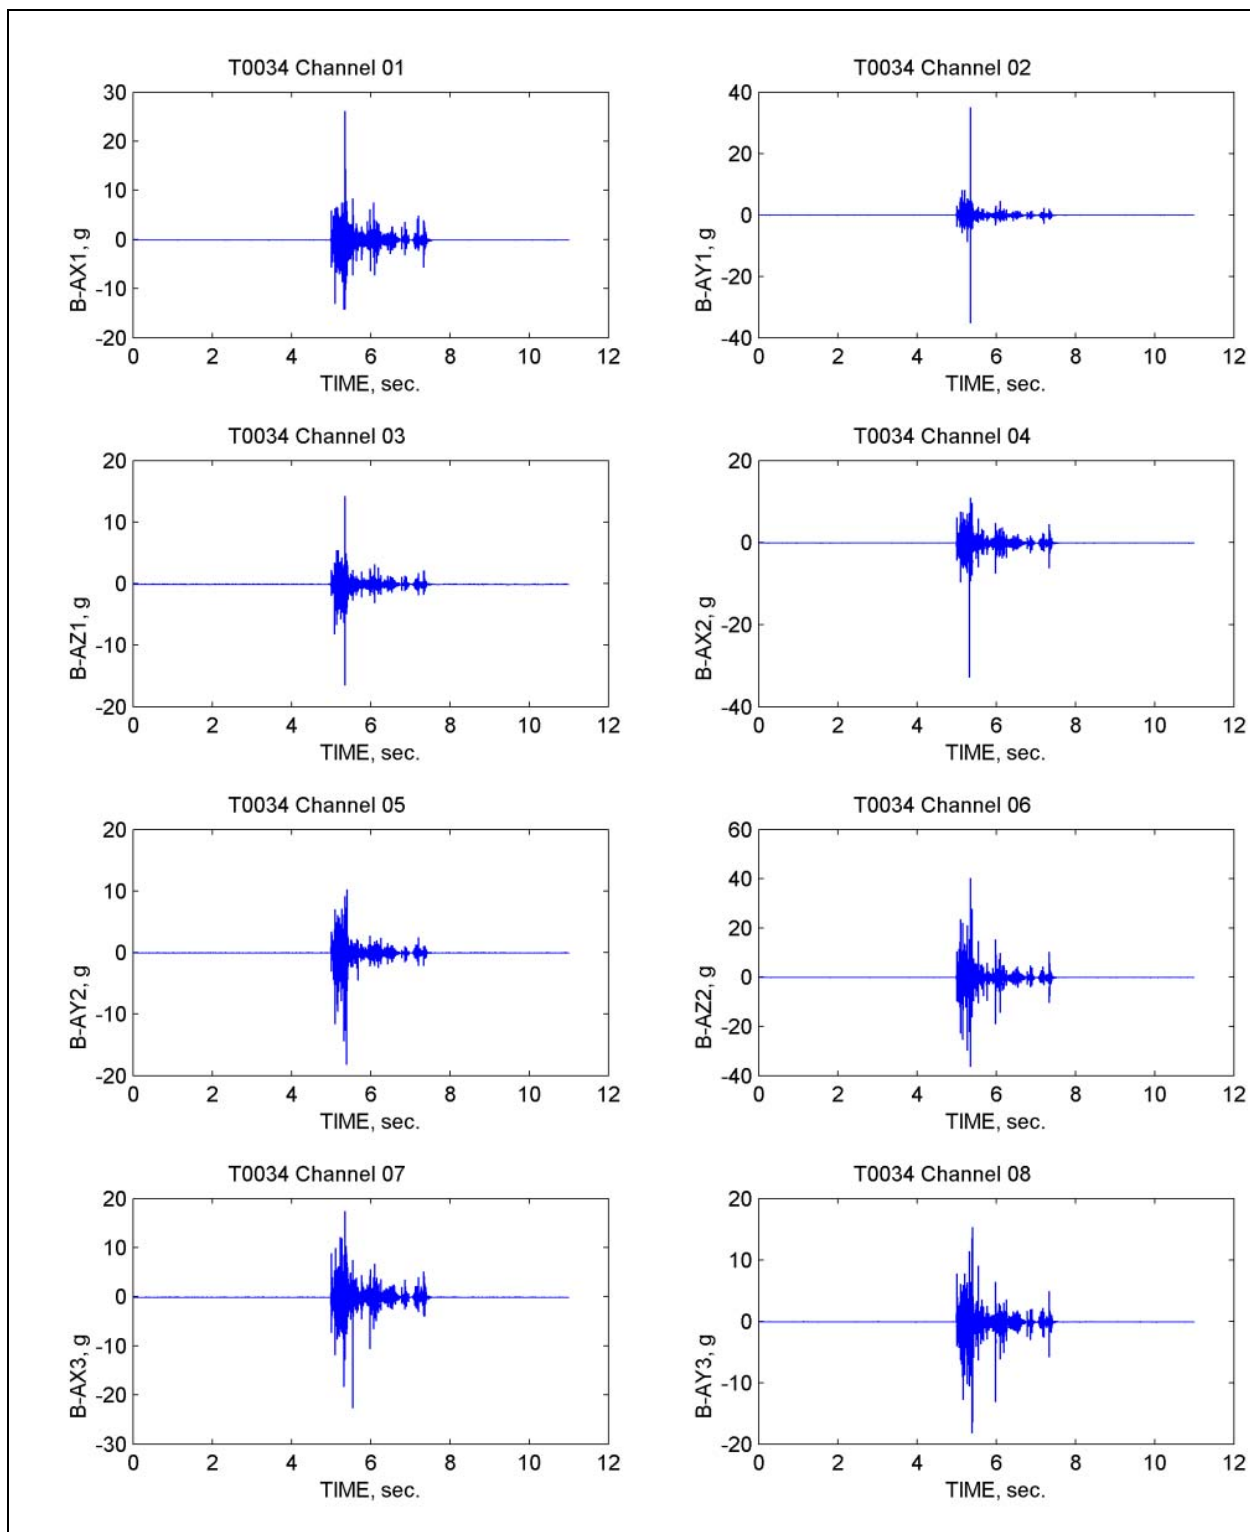 T0034 Channel 01
30
20
10
0
-10
-20
B-AX1, g
0 2 4 6 8 10 12
TIME, sec.
T0034 Channel 02
40
20
0
-20
-40
B-AY1, g
0 2 4 6 8 10 12
TIME, sec.
T0034 Channel 03
20
10
0
-10
-20
B-AZ1, g
0 2 4 6 8 10 12
TIME, sec.
T0034 Channel 04
20
0
-20
-40
B-AX2, g
0 2 4 6 8 10 12
TIME, sec.
T0034 Channel 05
20
10
0
-10
-20
B-AY2, g
0 2 4 6 8 10 12
TIME, sec.
T0034 Channel 06
60
40
20
0
-20
-40
B-AZ2, g
0 2 4 6 8 10 12
TIME, sec.
T0034 Channel 07
20
10
0
-10
-20
-30
B-AX3, g
0 2 4 6 8 10 12
TIME, sec.
T0034 Channel 08
20
10
0
-10
-20
B-AY3, g
0 2 4 6 8 10 12
TIME, sec.